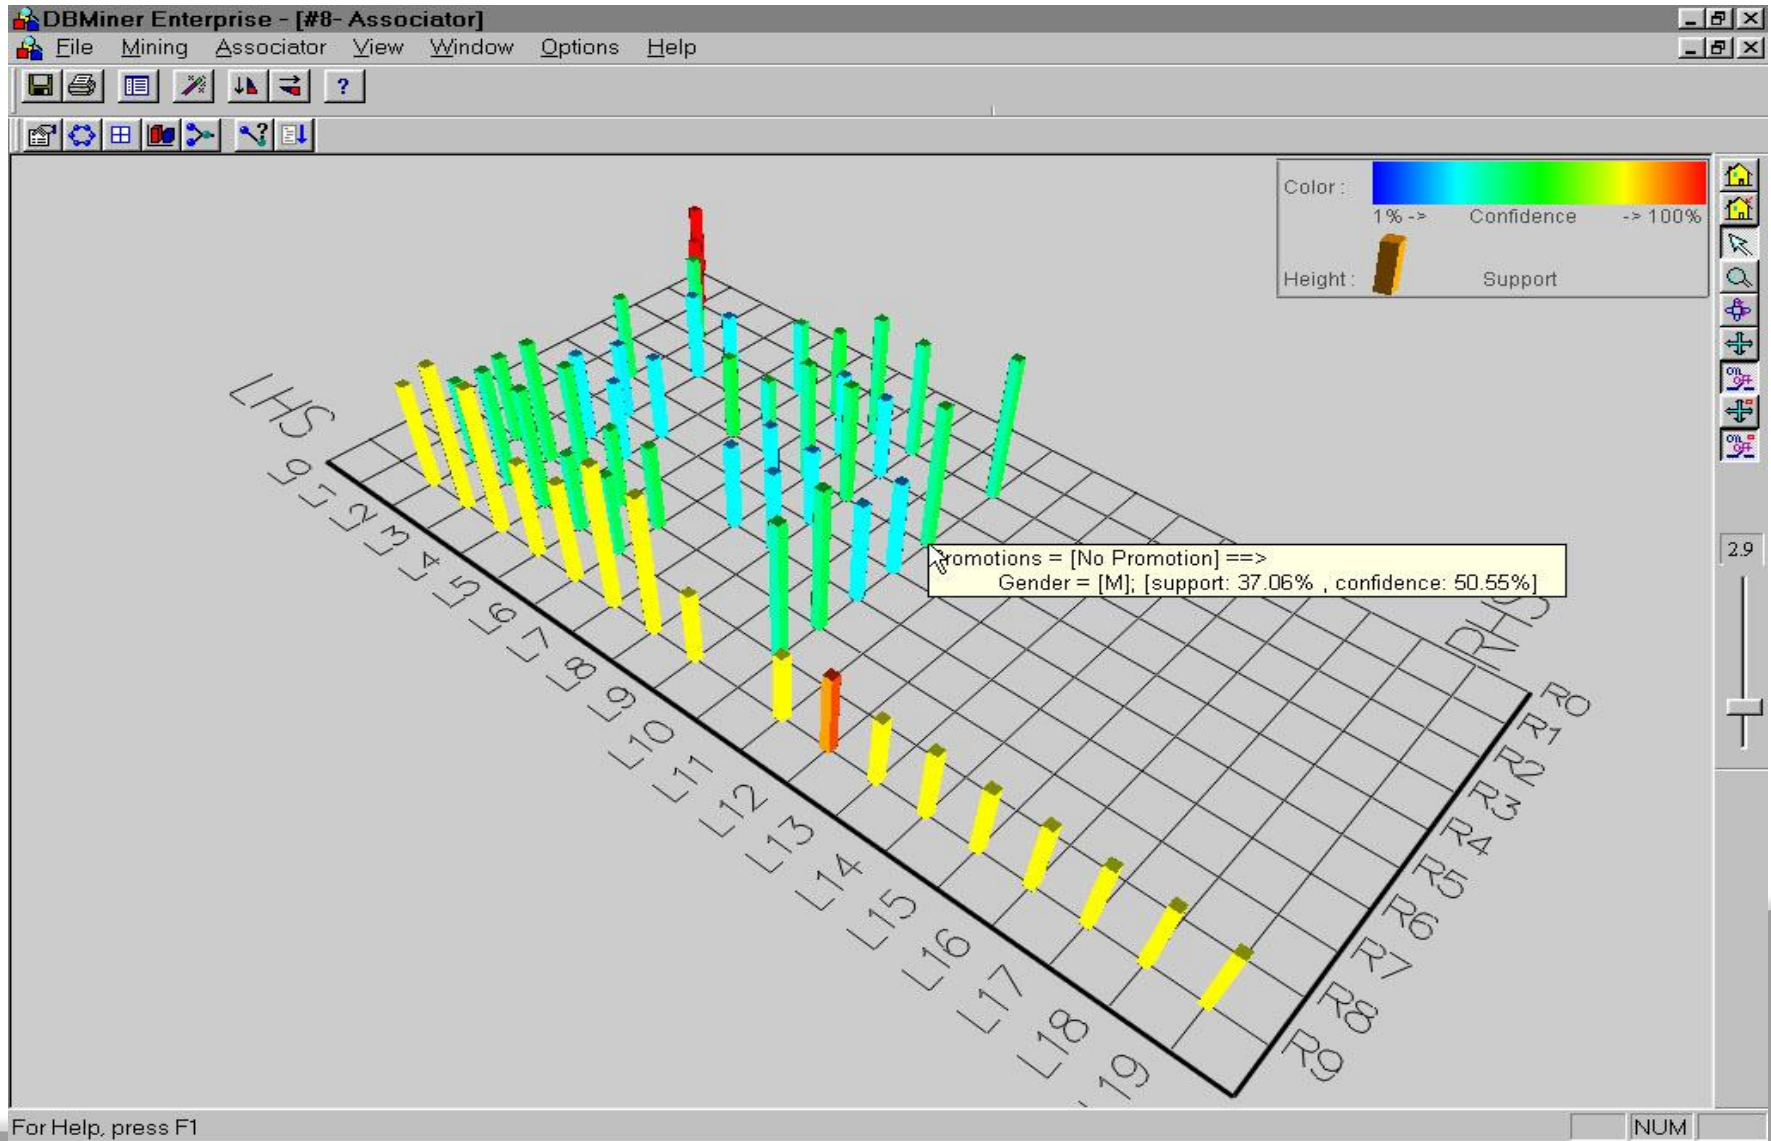 DBMiner Enterprise - [#8- Associator]
File Mining Associator View Window Options Help
Color :
1% -> Confidence -> 100%
Height : Support
2.9
LHS
L0
L1
L2
L3
L4
L5
L6
L7
L8
L9
L10
L11
L12
L13
L14
L15
L16
L17
L18
L19
romotions = [No Promotion] ==>
Gender = [M]; [support: 37.06% , confidence: 50.55%]
RHS
R0
R1
R2
R3
R4
R5
R6
R7
R8
R9
For Help, press F1
NUM